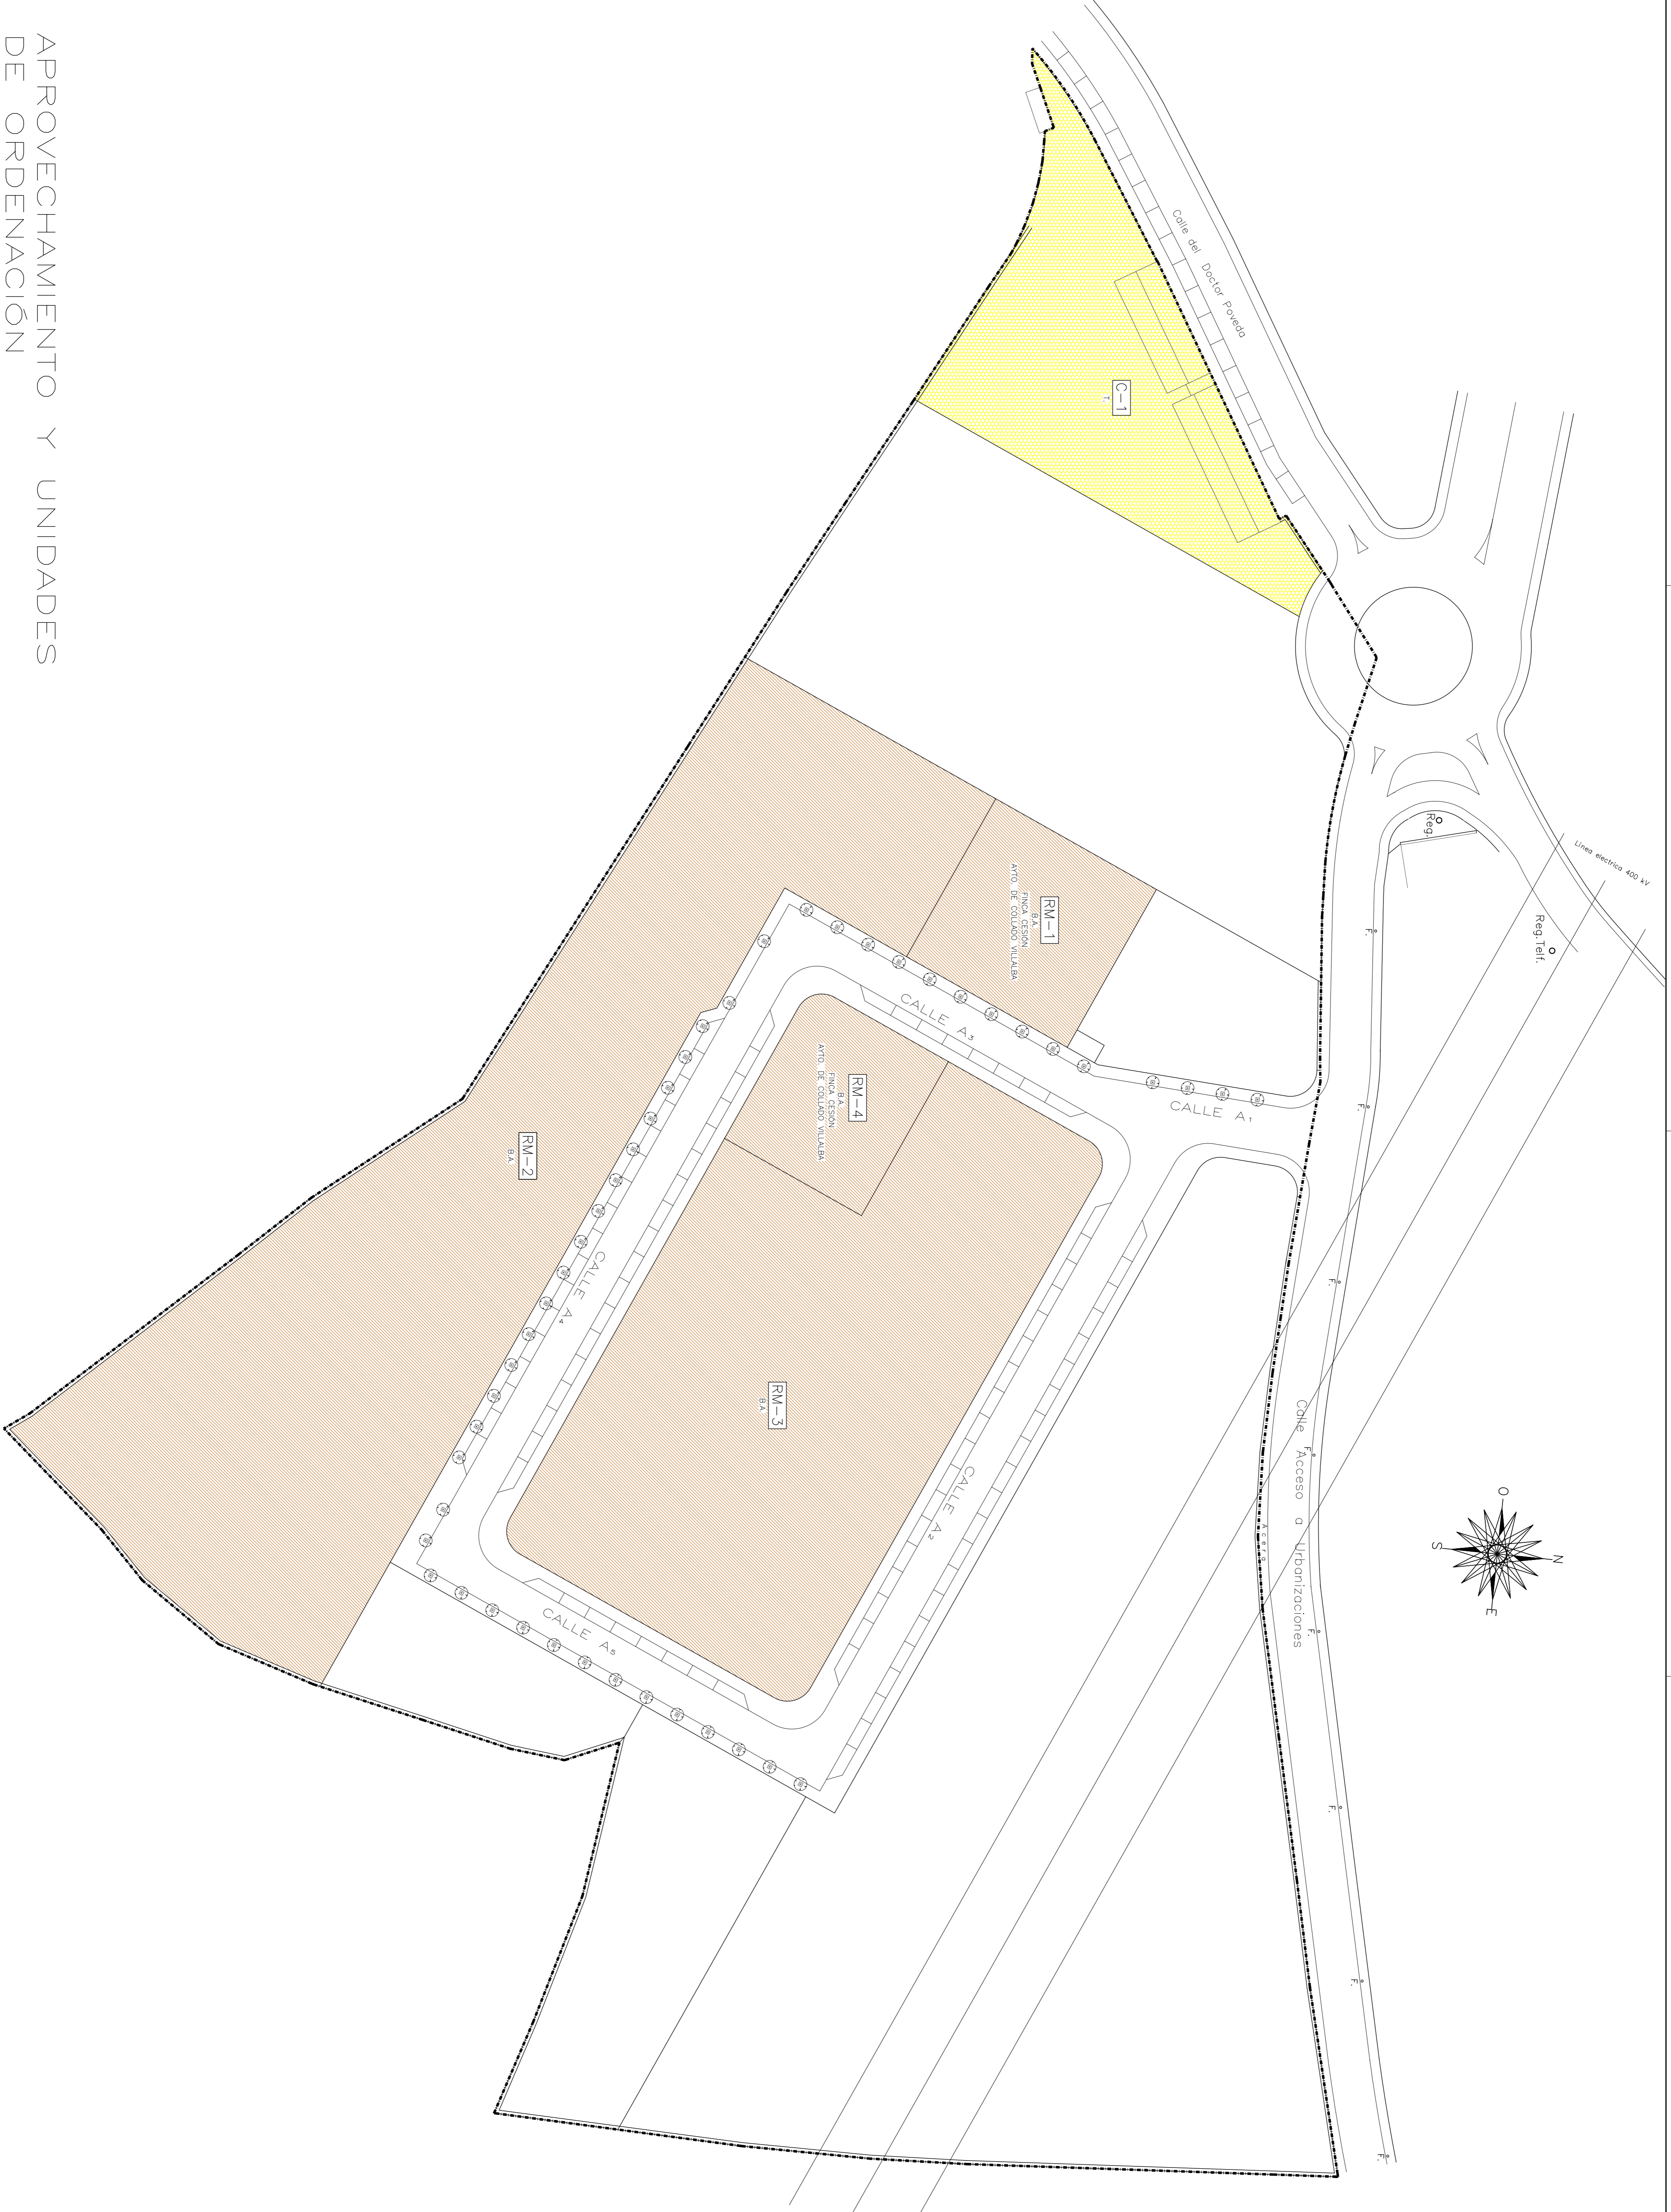 APROVECHAMIENTO Y UNIDADES
DE ORDENACIÓN
Calle del Doctor Poveda
C-1
T.
Reg.
Línea electrica 400 kV
Reg.Telf.
RM-1
B.A.
FINCA CESIÓN
AYTO. DE COLLADO VILLALBA
CALLE A3
CALLE A1
RM-4
B.A.
FINCA CESIÓN
AYTO. DE COLLADO VILLALBA
RM-2
B.A.
RM-3
B.A.
CALLE A4
CALLE A2
CALLE A5
Calle Acceso a Urbanizaciones
Acera
F.
F.
F.
F.
F.
F.
F.
F.
N
S
E
O